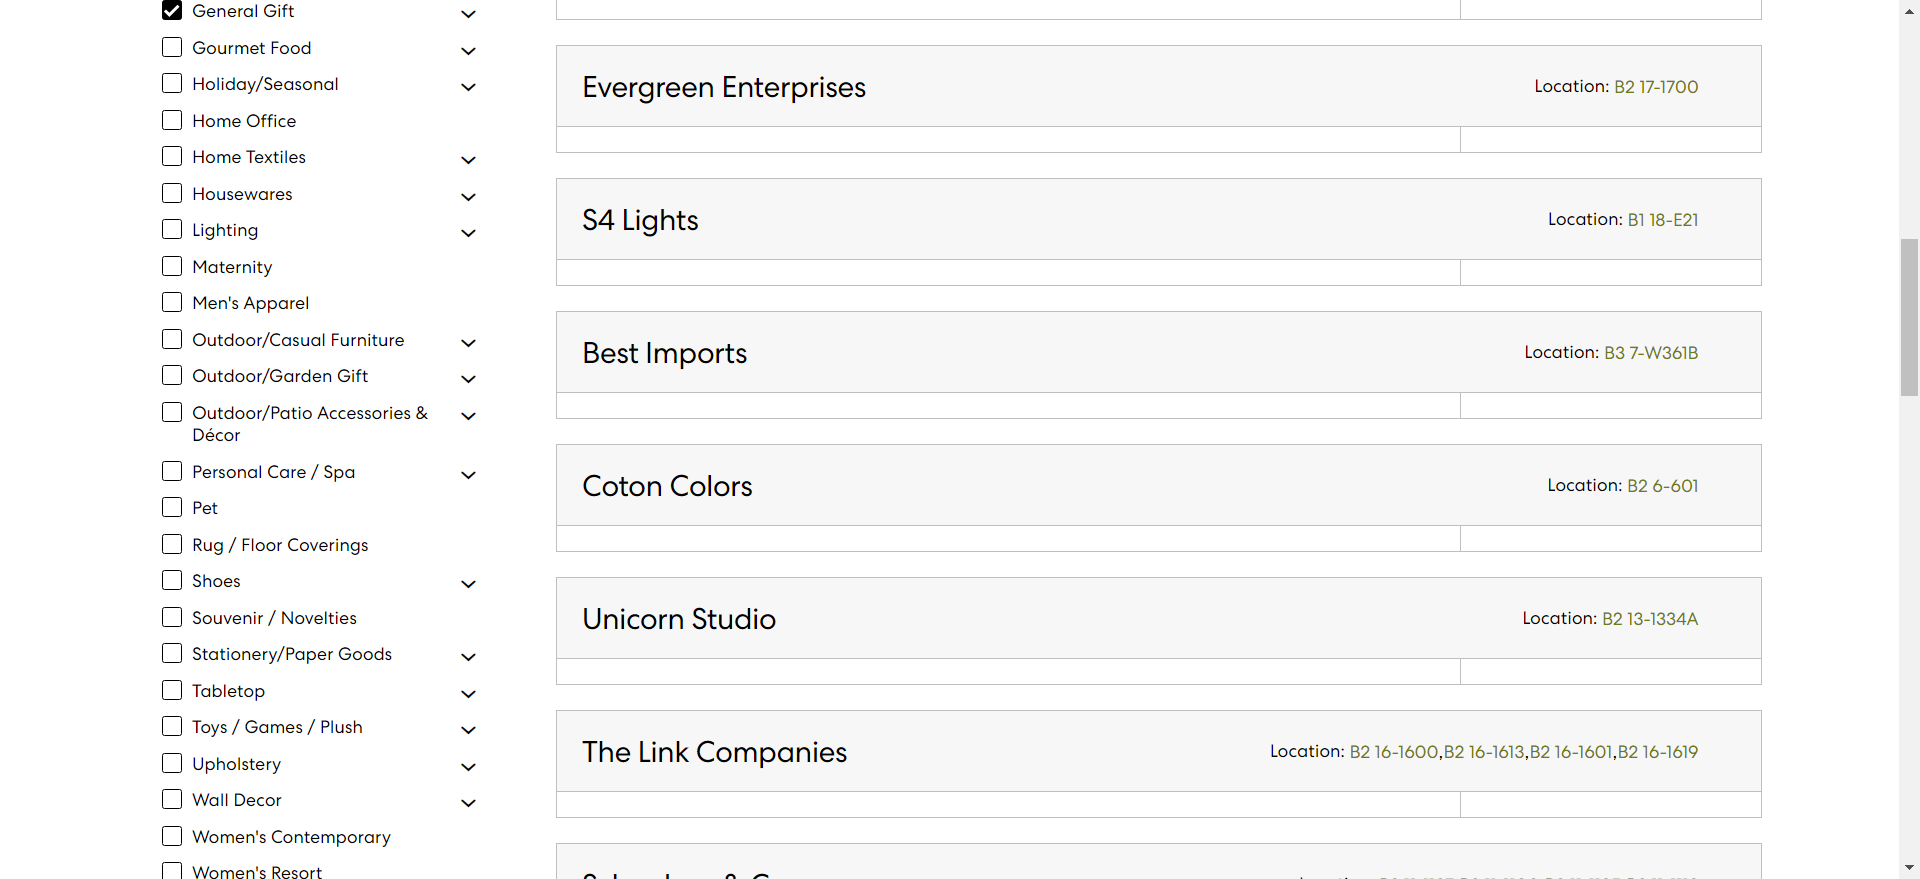 General Gift
Gourmet Food
Holiday/Seasonal
Home Office
Home Textiles
Housewares
Lighting
Maternity
Men's Apparel
Outdoor/Casual Furniture
Outdoor/Garden Gift
Outdoor/Patio Accessories &
Décor
Personal Care / Spa
Pet
Rug / Floor Coverings
Shoes
Souvenir / Novelties
Stationery/Paper Goods
Tabletop
Toys / Games / Plush
Upholstery
Wall Decor
Women's Contemporary
Women's Resort
Evergreen Enterprises
Location: B2 17-1700
S4 Lights
Location: B1 18-E21
Best Imports
Location: B3 7-W361B
Coton Colors
Location: B2 6-601
Unicorn Studio
Location: B2 13-1334A
The Link Companies
Location: B2 16-1600,B2 16-1613,B2 16-1601,B2 16-1619